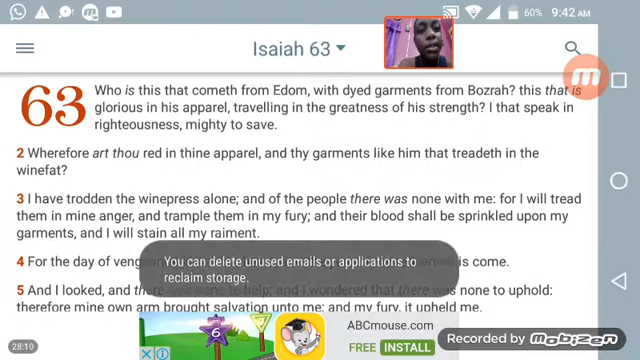 60% 9:42 AM
Isaiah 63
63 Who is this that cometh from Edom, with dyed garments from Bozrah? this that is
glorious in his apparel, travelling in the greatness of his strength? I that speak in
righteousness, mighty to save.
2 Wherefore art thou red in thine apparel, and thy garments like him that treadeth in the
winefat?
3 I have trodden the winepress alone; and of the people there was none with me: for I will tread
them in mine anger, and trample them in my fury; and their blood shall be sprinkled upon my
garments, and I will stain all my raiment.
4 For the day of is come.
You can delete unused emails or applications to
reclaim storage.
5 And I looked, and to help; and I wondered that there was none to uphold:
therefore mine own arm brought salvation unto me; and my fury, it upheld me.
28:10
6 7
ABCmouse.com
FREE INSTALL
Recorded by Mobizen